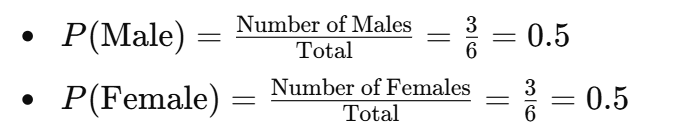 • P(Male) = Number of Males / Total = 3/6 = 0.5
• P(Female) = Number of Females / Total = 3/6 = 0.5